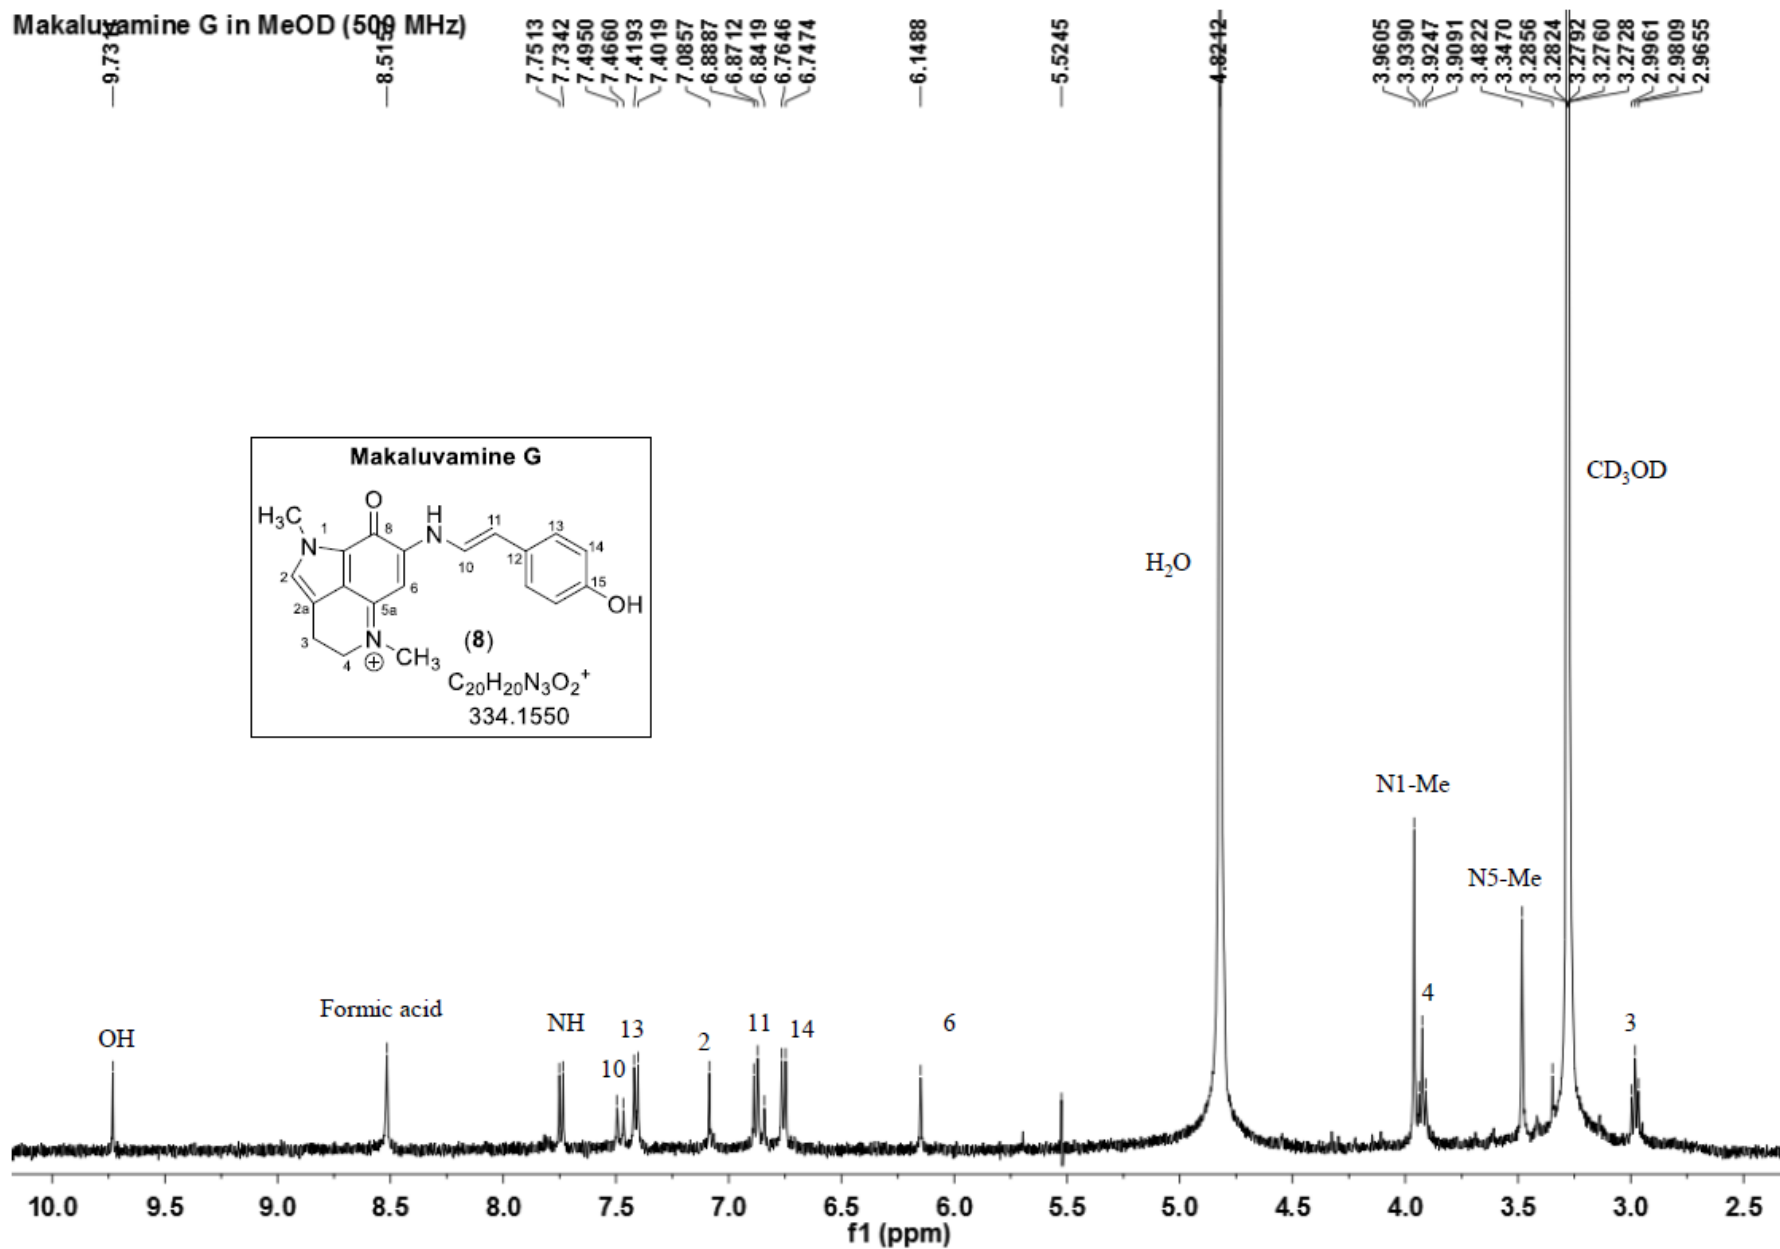 Makaluvamine G in MeOD (500 MHz)
9.7314
7.7513
7.7342
7.4950
7.4660
7.4193
7.4019
7.0857
6.8887
6.8712
6.8419
6.7646
6.7474
6.1488
5.5245
4.8212
3.9605
3.9390
3.9247
3.9091
3.4822
3.3470
3.2856
3.2824
3.2792
3.2760
3.2728
2.9961
2.9809
2.9655
Makaluvamine G
O
H₃C
1
8
H
N
11
13
N
2
10
12
14
6
15
2a
5a
OH
3
4
N
⊕
CH₃
(8)
C₂₀H₂₀N₃O₂⁺
334.1550
CD₃OD
H₂O
N1-Me
N5-Me
4
Formic acid
OH
NH
13
10
2
11
14
6
3
10.0 9.5 9.0 8.5 8.0 7.5 7.0 6.5 6.0 5.5 5.0 4.5 4.0 3.5 3.0 2.5
f1 (ppm)